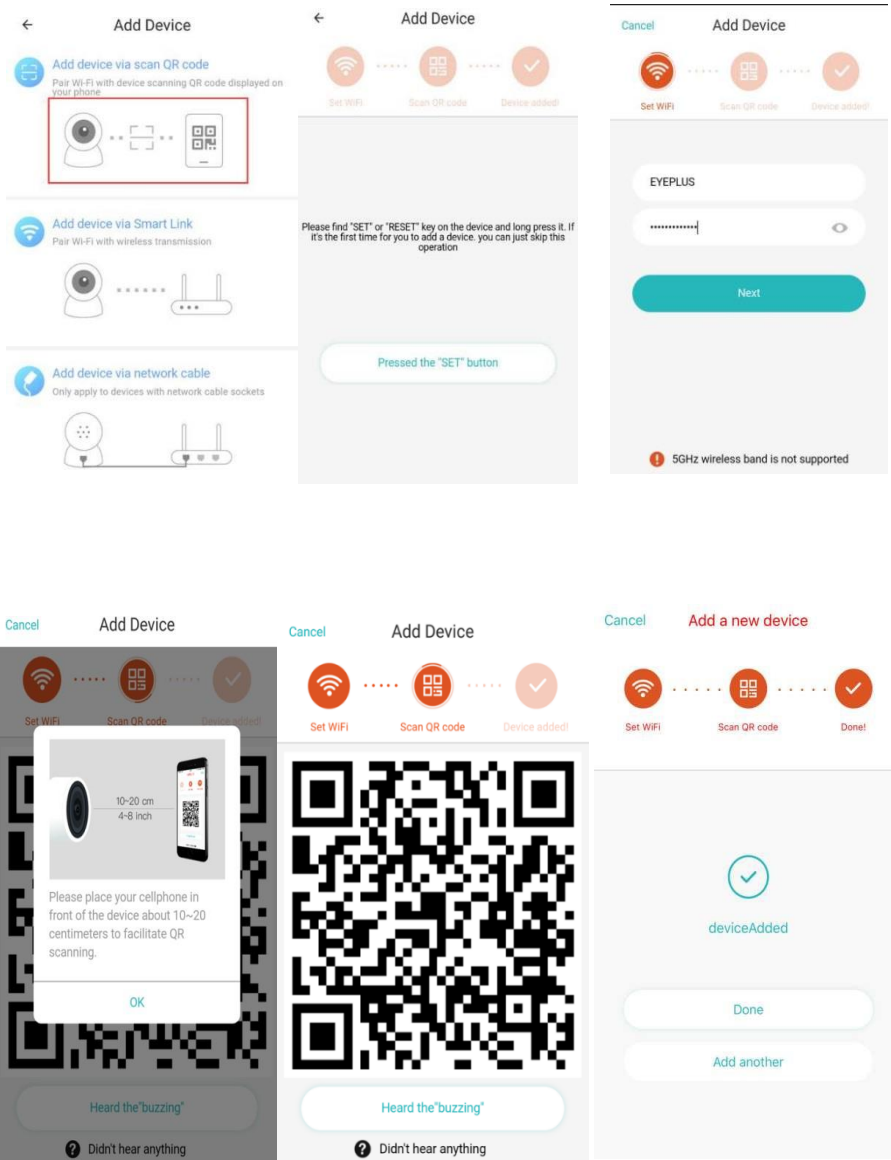 Add Device
Add device via scan QR code
Pair Wi-Fi with device scanning QR code displayed on
your phone
Add device via Smart Link
Pair Wi-Fi with wireless transmission
Add device via network cable
Only apply to devices with network cable sockets
Add Device
Set WiFi
Scan QR code
Device added!
Please find "SET" or "RESET" key on the device and long press it. If
it's the first time for you to add a device. you can just skip this
operation
Pressed the "SET" button
Cancel
Add Device
Set WiFi
Scan QR code
Device added!
EYEPLUS
Next
5GHz wireless band is not supported
Cancel
Add Device
Set WiFi
Scan QR code
Device added!
10~20 cm
4~8 inch
Please place your cellphone in
front of the device about 10~20
centimeters to facilitate QR
scanning.
OK
Heard the"buzzing"
Didn't hear anything
Cancel
Add Device
Set WiFi
Scan QR code
Device added!
Heard the"buzzing"
Didn't hear anything
Cancel
Add a new device
Set WiFi
Scan QR code
Done!
deviceAdded
Done
Add another